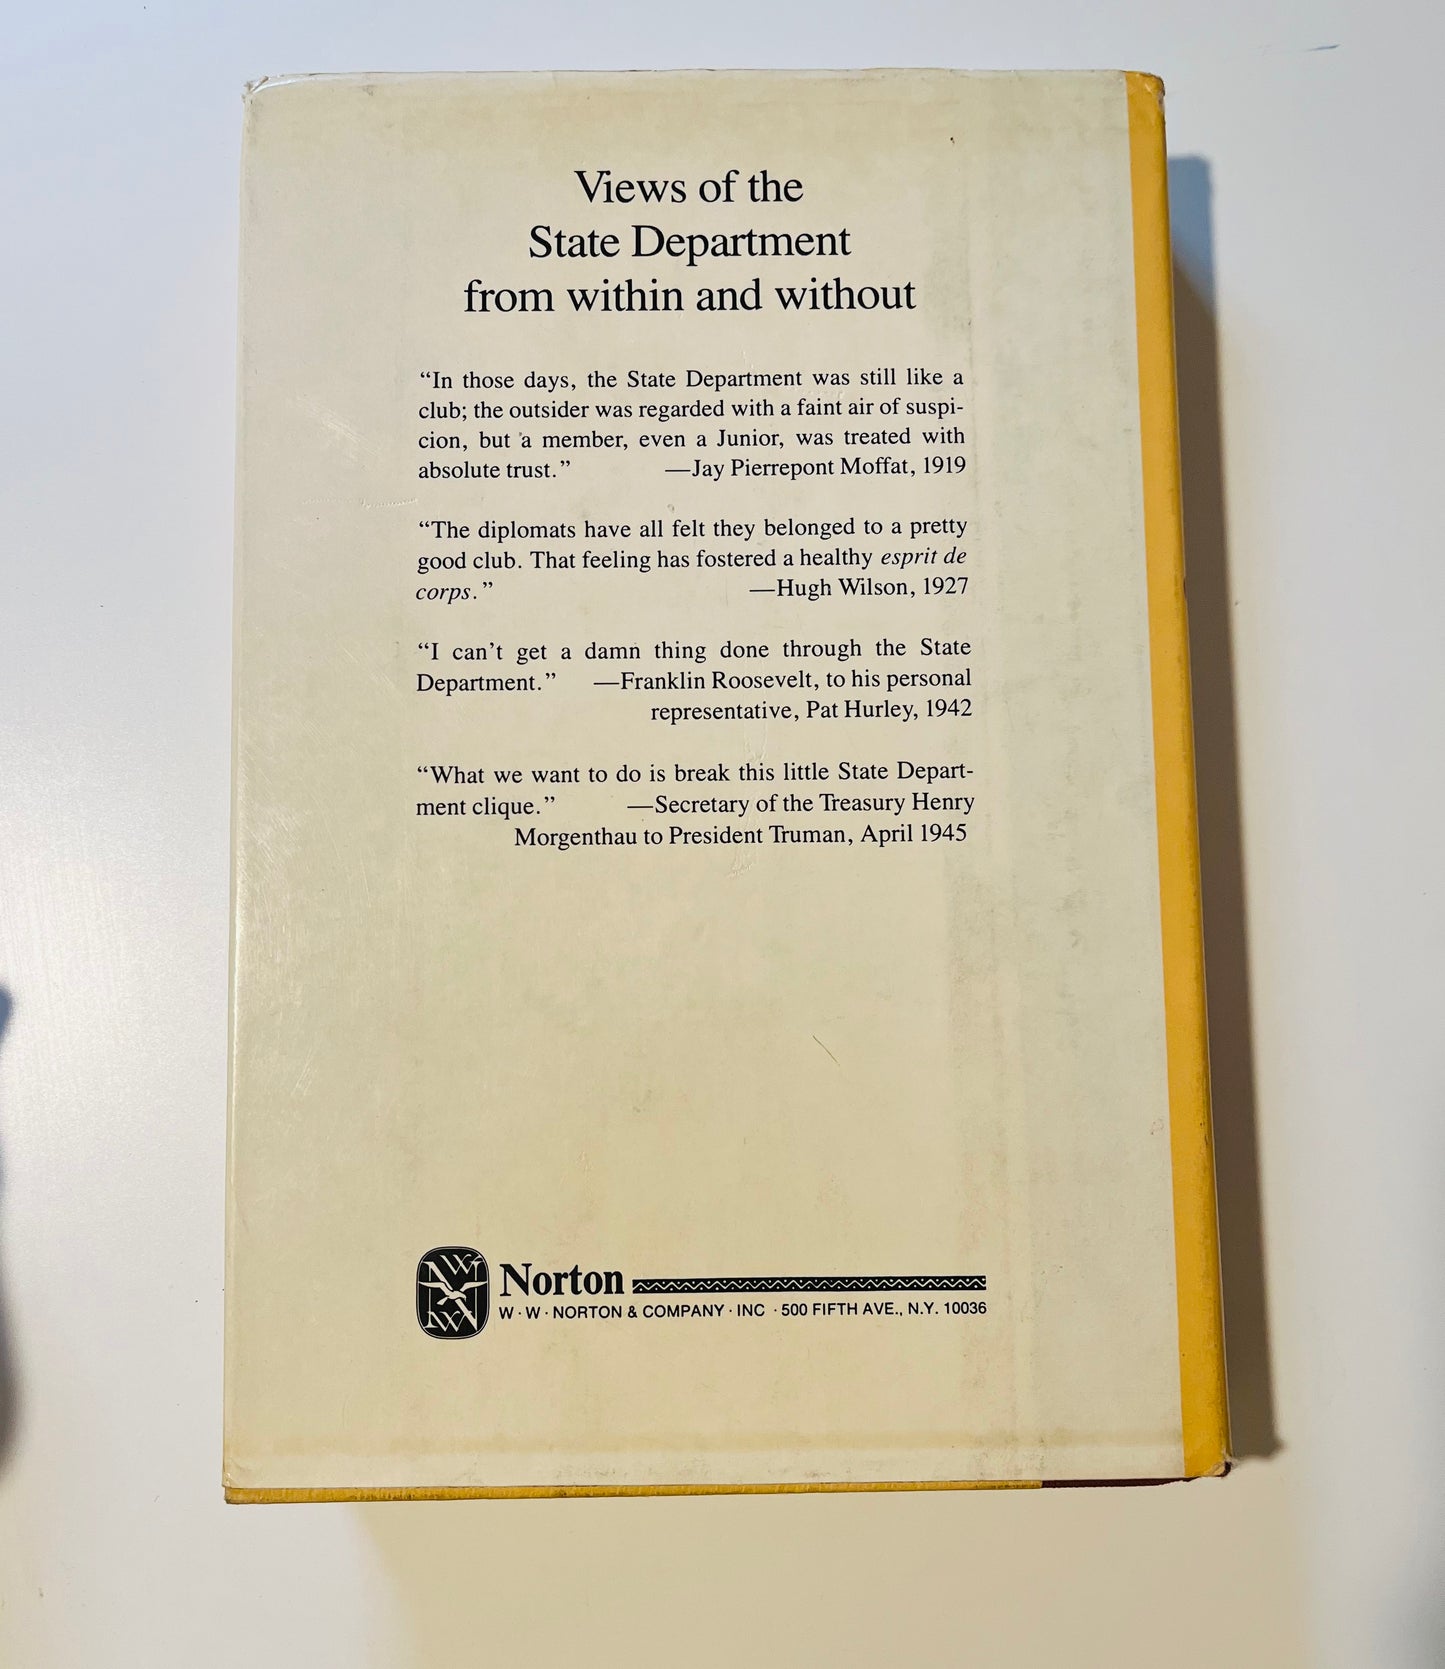 Views of the
State Department
from within and without
“In those days, the State Department was still like a
club; the outsider was regarded with a faint air of suspi-
cion, but a member, even a Junior, was treated with
absolute trust.” —Jay Pierrepont Moffat, 1919
“The diplomats have all felt they belonged to a pretty
good club. That feeling has fostered a healthy esprit de
corps.” —Hugh Wilson, 1927
“I can’t get a damn thing done through the State
Department.” —Franklin Roosevelt, to his personal
representative, Pat Hurley, 1942
“What we want to do is break this little State Depart-
ment clique.” —Secretary of the Treasury Henry
Morgenthau to President Truman, April 1945
Norton
W · W · NORTON & COMPANY · INC · 500 FIFTH AVE., N.Y. 10036